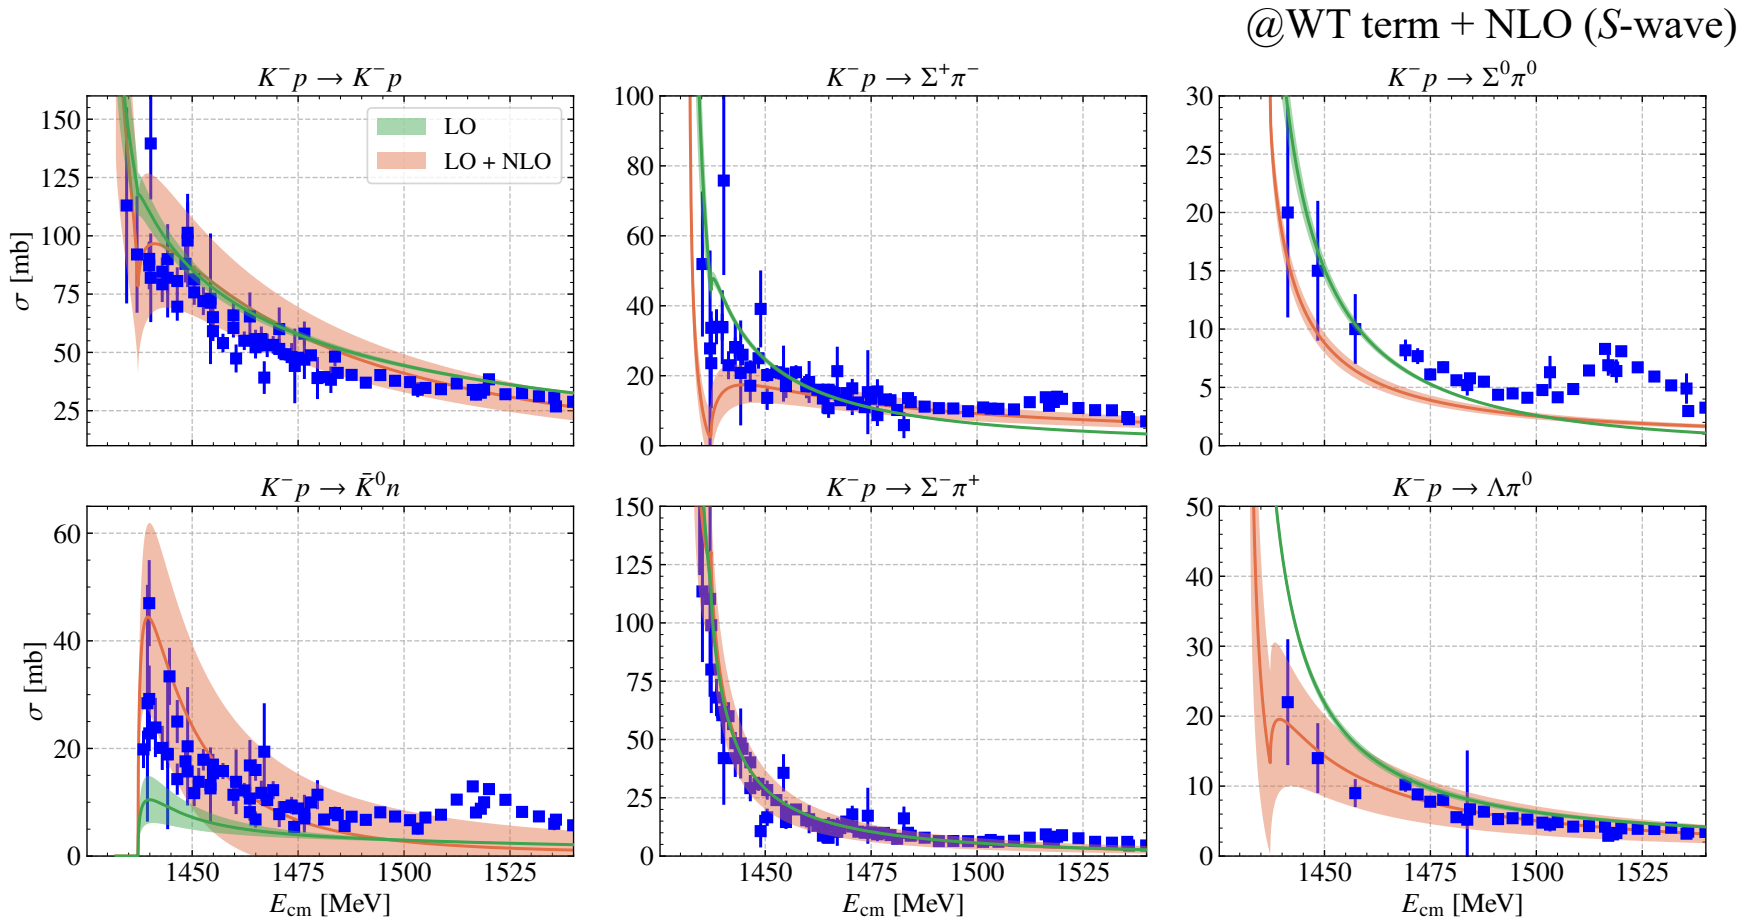 @WT term + NLO (S-wave)
K⁻p → K⁻p
K⁻p → Σ⁺π⁻
K⁻p → Σ⁰π⁰
σ [mb]
150
125
100
75
50
25
LO
LO + NLO
100
80
60
40
20
0
30
25
20
15
10
5
0
K⁻p → K̄⁰n
K⁻p → Σ⁻π⁺
K⁻p → Λπ⁰
σ [mb]
60
40
20
0
150
125
100
75
50
25
0
50
40
30
20
10
0
1450 1475 1500 1525
1450 1475 1500 1525
1450 1475 1500 1525
E_cm [MeV]
E_cm [MeV]
E_cm [MeV]